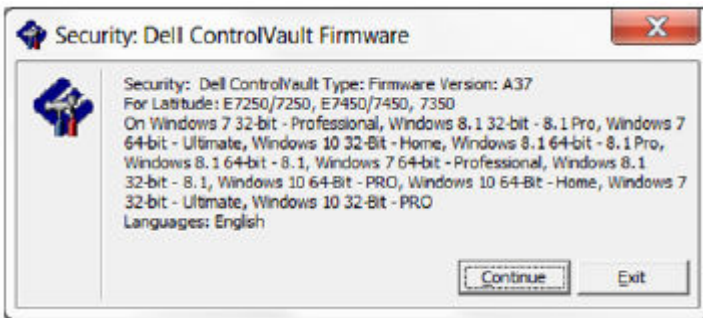 Security: Dell ControlVault Firmware
Security: Dell ControlVault Type: Firmware Version: A37
For Latitude: E7250/7250, E7450/7450, 7350
On Windows 7 32-bit - Professional, Windows 8.1 32-bit - 8.1 Pro, Windows 7
64-bit - Ultimate, Windows 10 32-Bit - Home, Windows 8.1 64-bit - 8.1 Pro,
Windows 8.1 64-bit - 8.1, Windows 7 64-bit - Professional, Windows 8.1
32-bit - 8.1, Windows 10 64-Bit - PRO, Windows 10 64-Bit - Home, Windows 7
32-bit - Ultimate, Windows 10 32-Bit - PRO
Languages: English
Continue
Exit